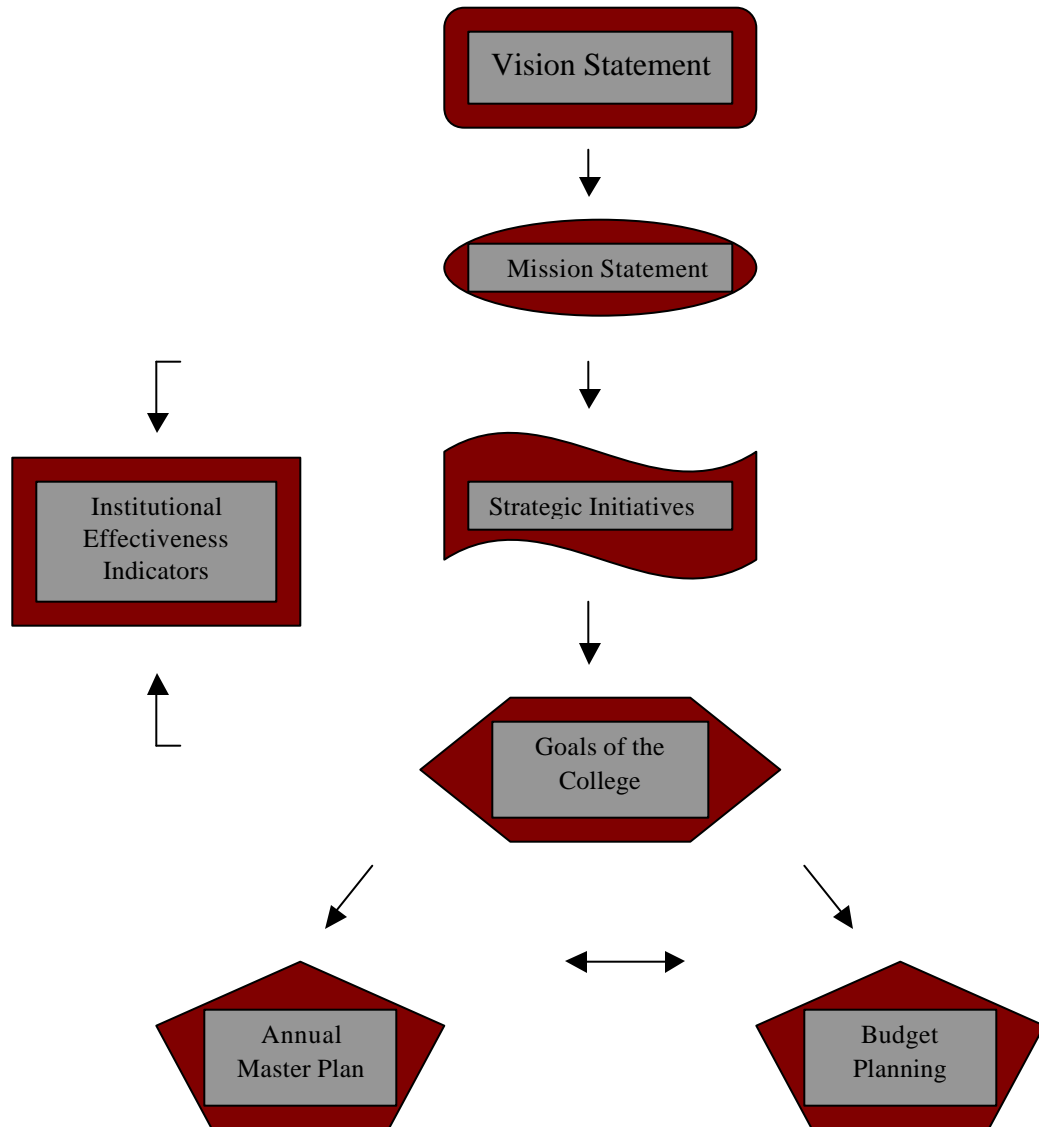 Vision Statement
Mission Statement
Strategic Initiatives
Institutional
Effectiveness
Indicators
Goals of the
College
Annual
Master Plan
Budget
Planning